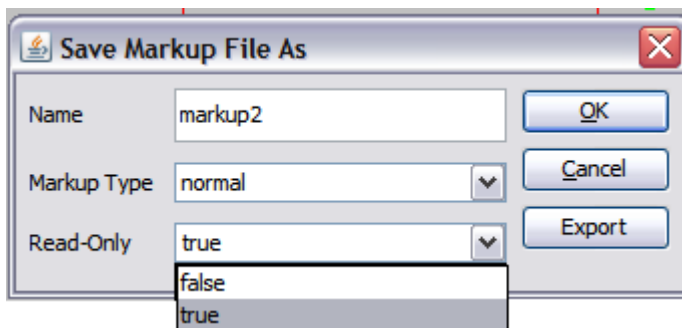 Save Markup File As
Name
markup2
OK
Markup Type
normal
Cancel
Read-Only
true
Export
false
true